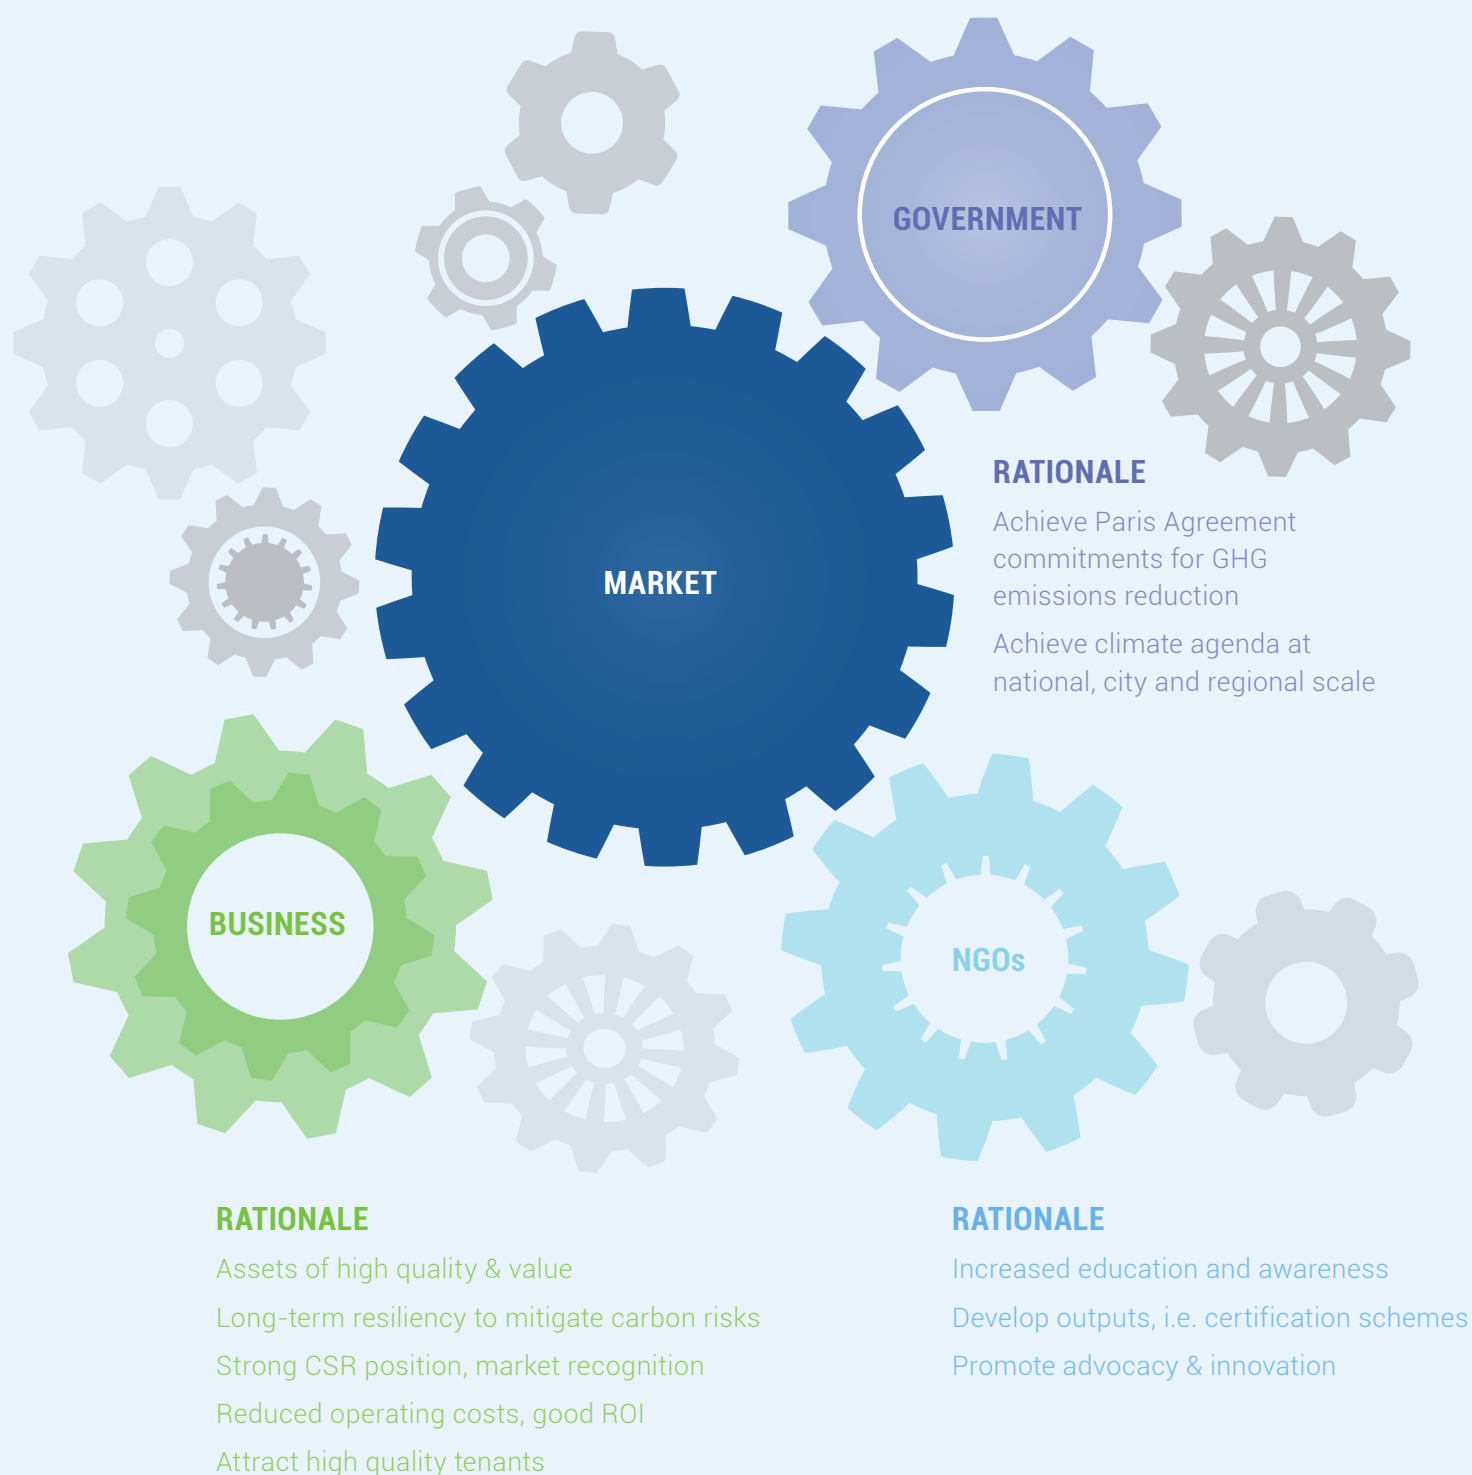 GOVERNMENT
MARKET
RATIONALE
Achieve Paris Agreement
commitments for GHG
emissions reduction
Achieve climate agenda at
national, city and regional scale
BUSINESS
NGOs
RATIONALE
Assets of high quality & value
Long-term resiliency to mitigate carbon risks
Strong CSR position, market recognition
Reduced operating costs, good ROI
Attract high quality tenants
RATIONALE
Increased education and awareness
Develop outputs, i.e. certification schemes
Promote advocacy & innovation